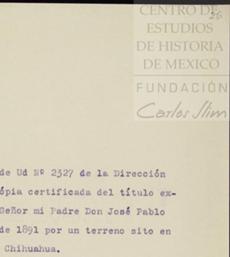 CENTRO DE
ESTUDIOS
DE HISTORIA
DE MEXICO
FUNDACIÓN
Carlos Slim
de Ud Nº 2327 de la Dirección
ópia certificada del título ex-
Señor mi Padre Don José Pablo
de 1891 por un terreno sito en
Chihuahua.